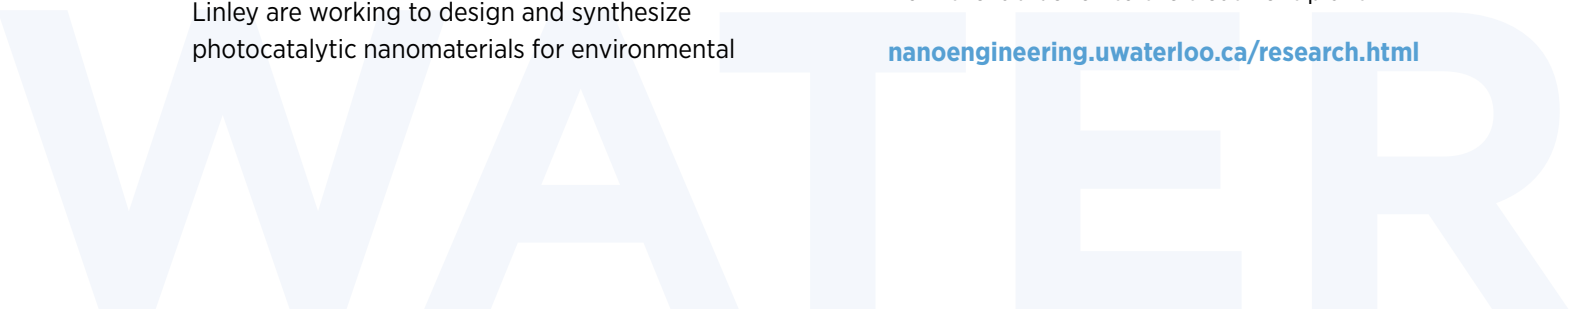 Linley are working to design and synthesize
photocatalytic nanomaterials for environmental
nanoengineering.uwaterloo.ca/research.html
WATER